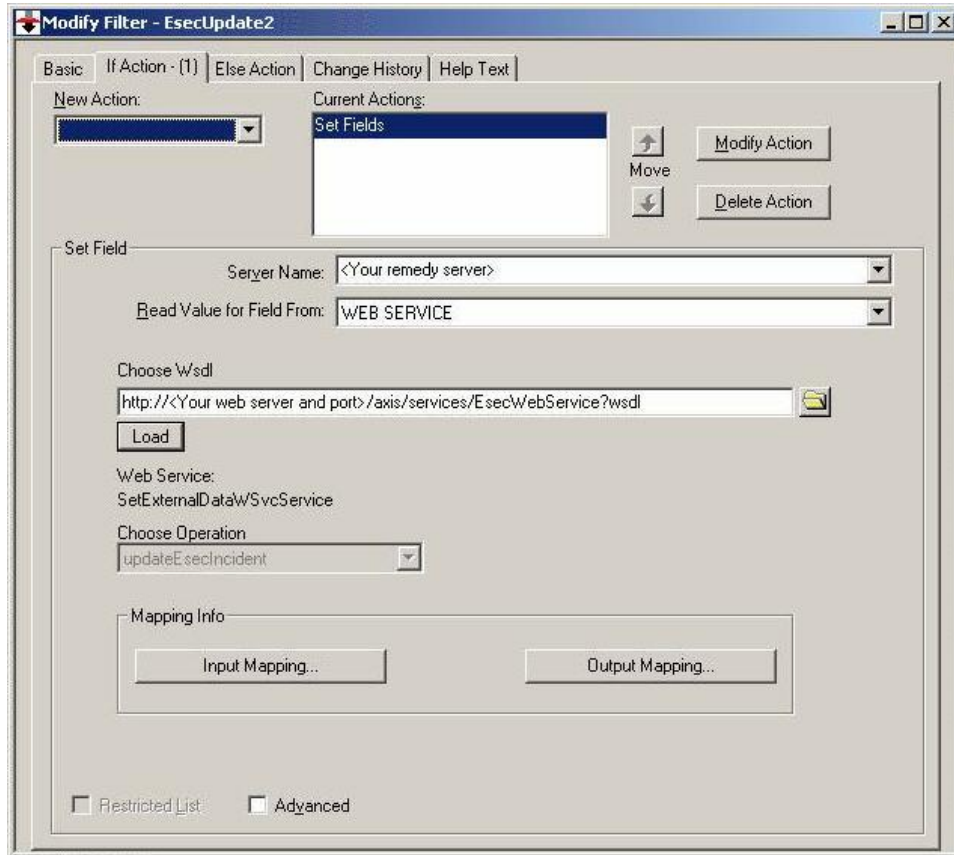 Modify Filter - EsecUpdate2
Basic
If Action - (1)
Else Action
Change History
Help Text
New Action:
Current Actions:
Set Fields
Move
Modify Action
Delete Action
Set Field
Server Name:
<Your remedy server>
Read Value for Field From:
WEB SERVICE
Choose Wsdl
http://<Your web server and port>/axis/services/EsecWebService?wsdl
Load
Web Service:
SetExternalDataWSvcService
Choose Operation
updateEsecIncident
Mapping Info
Input Mapping...
Output Mapping...
Restricted List
Advanced